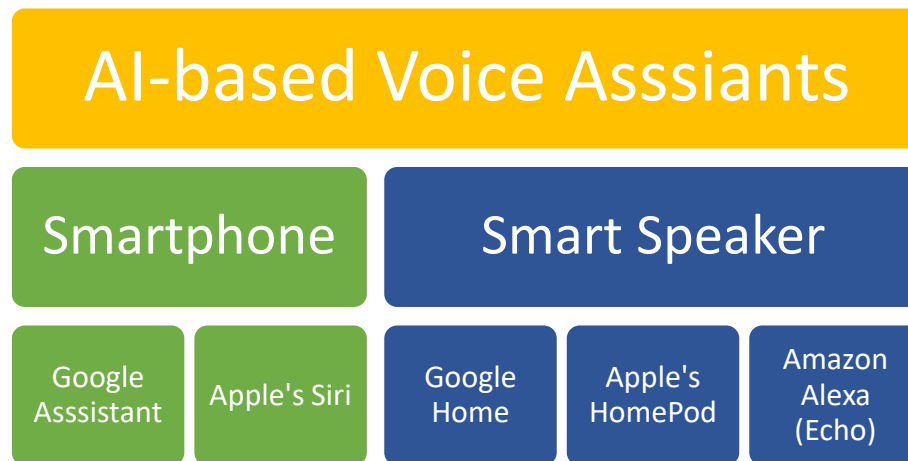 AI-based Voice Asssiants
Smartphone
Smart Speaker
Google
Asssistant
Apple's Siri
Google
Home
Apple's
HomePod
Amazon
Alexa
(Echo)